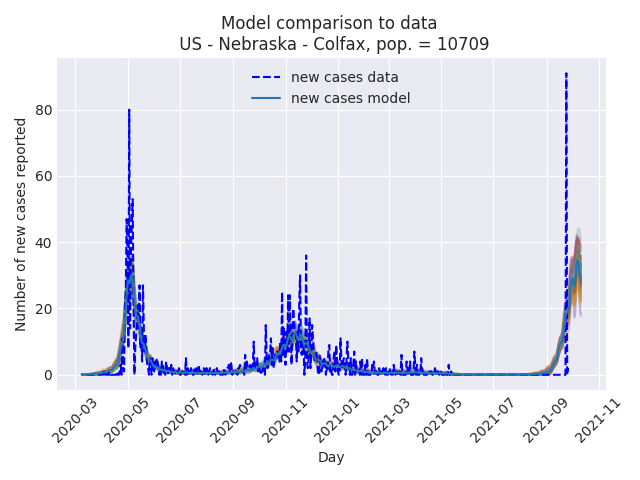 Model comparison to data
US - Nebraska - Colfax, pop. = 10709
new cases data
new cases model
Number of new cases reported
80
60
40
20
0
2020-03
2020-05
2020-07
2020-09
2020-11
2021-01
2021-03
2021-05
2021-07
2021-09
2021-11
Day